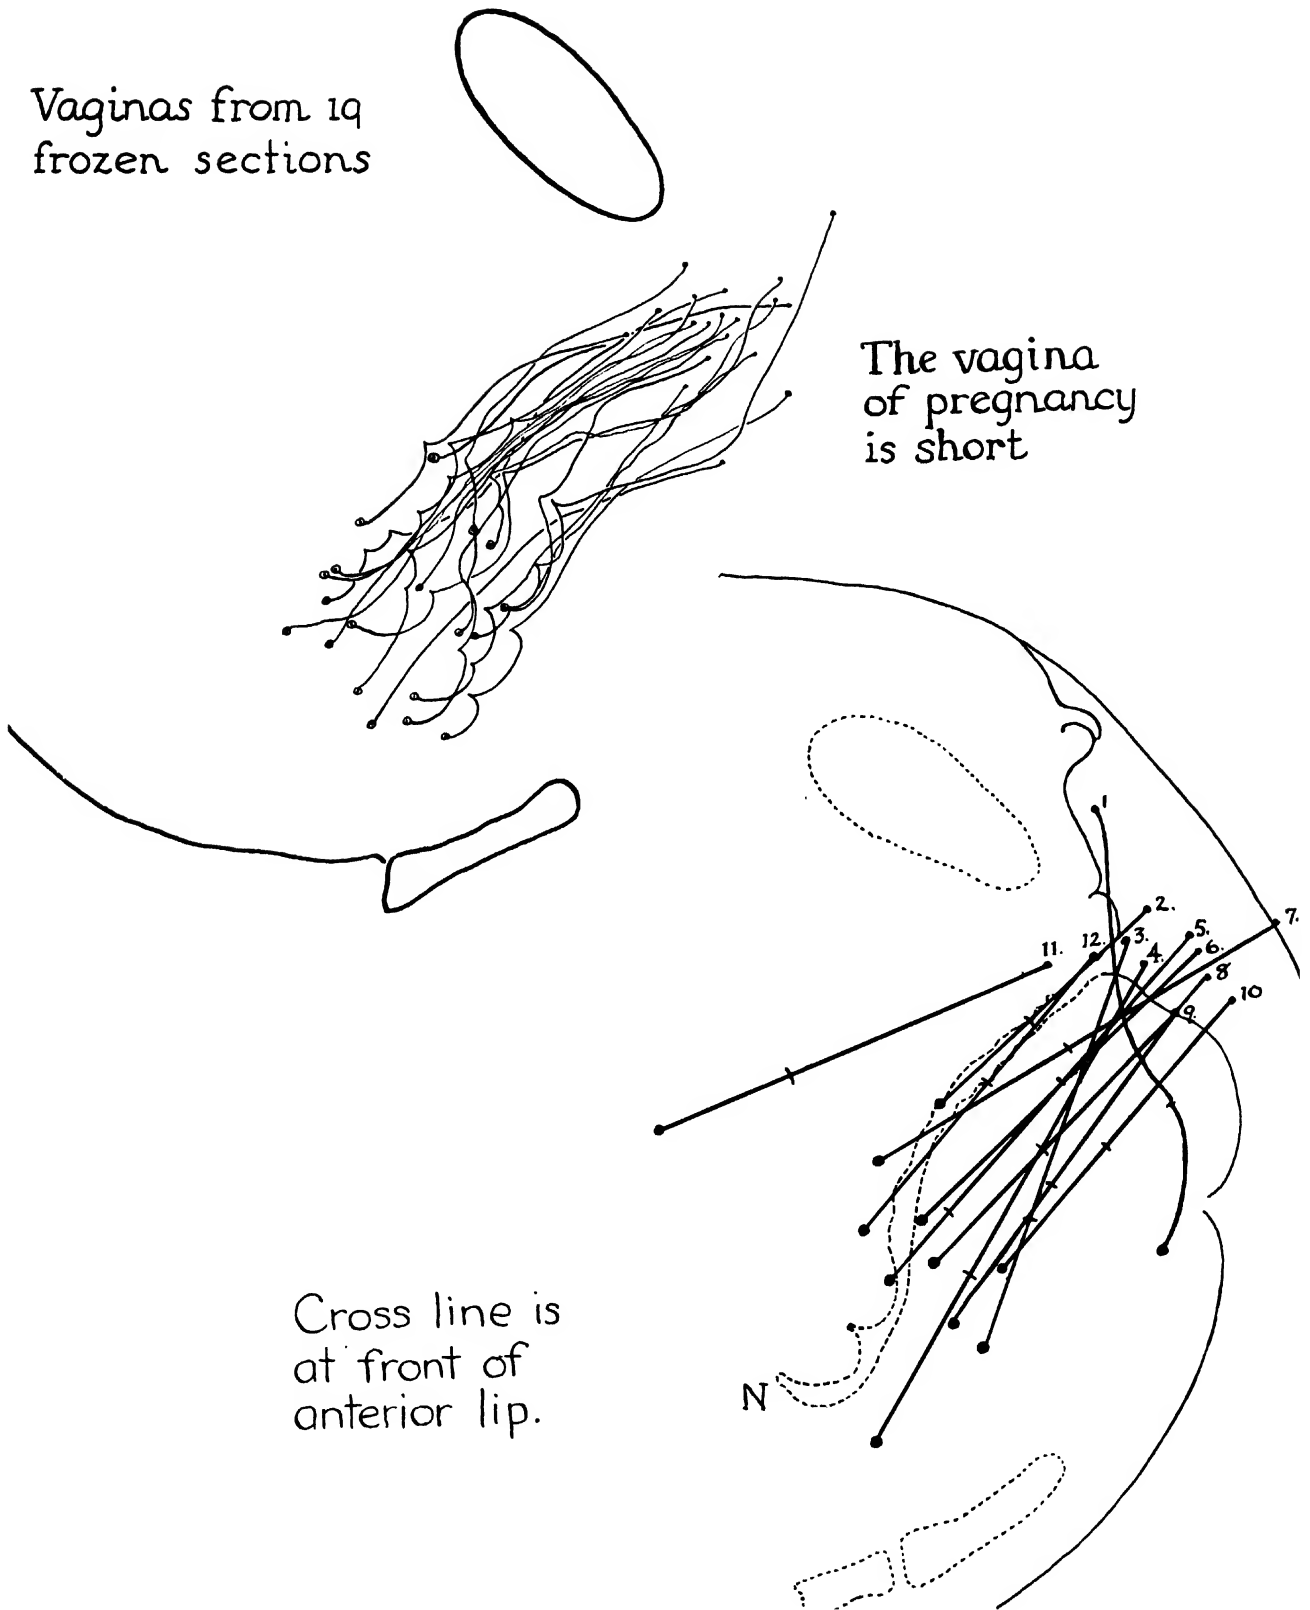 Vaginas from 19
frozen sections
The vagina
of pregnancy
is short
1
2.
7.
3.
5.
12.
11.
4.
6.
8
10
9.
Cross line is
at front of
anterior lip.
N